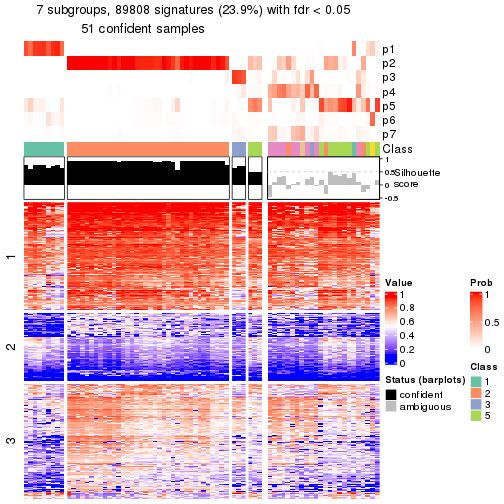 7 subgroups, 89808 signatures (23.9%) with fdr < 0.05
51 confident samples
p1
p2
p3
p4
p5
p6
p7
Class
1
0.5
0
-0.5
Silhouette
score
1
2
3
Value
1
0.8
0.6
0.4
0.2
0
Prob
1
0.5
0
Status (barplots)
confident
ambiguous
Class
1
2
3
5